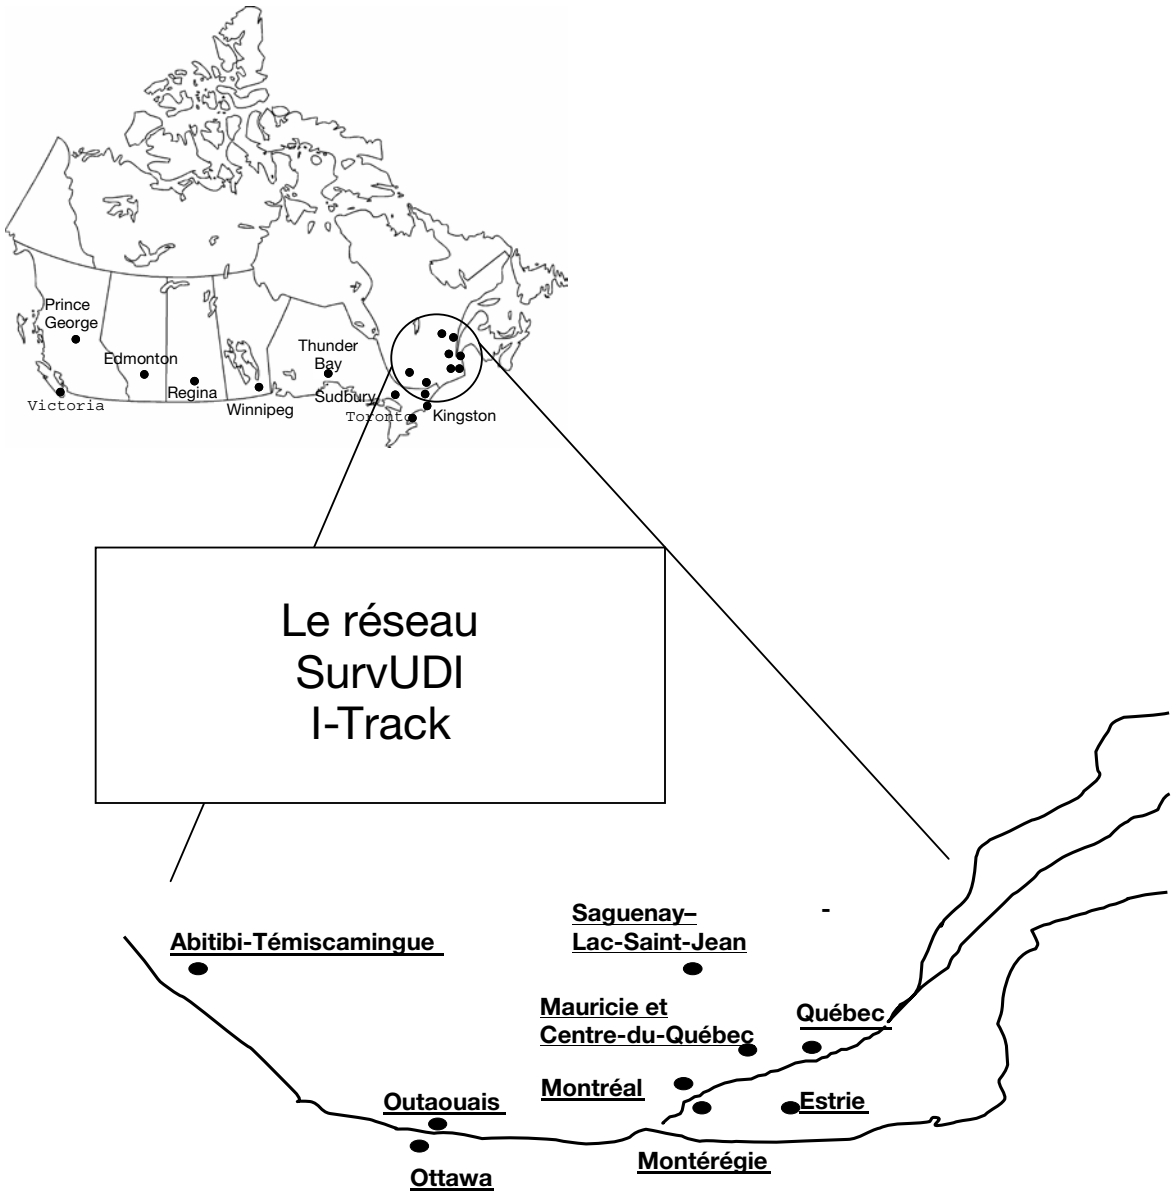 Prince
George
Edmonton
Regina
Victoria
Winnipeg
Thunder
Bay
Sudbury
Toronto
Kingston
Le réseau
SurvUDI
I-Track
Saguenay–
Lac-Saint-Jean
-
Abitibi-Témiscamingue
Mauricie et
Centre-du-Québec
Québec
Montréal
Outaouais
Estrie
Montérégie
Ottawa